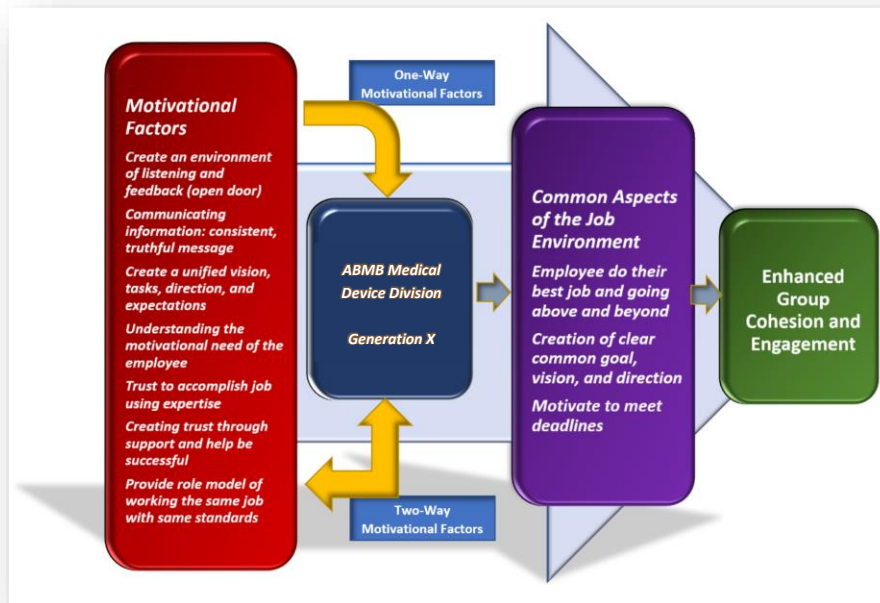 Motivational
Factors
Create an environment
of listening and
feedback (open door)
Communicating
information: consistent,
truthful message
Create a unified vision,
tasks, direction, and
expectations
Understanding the
motivational need of the
employee
Trust to accomplish job
using expertise
Creating trust through
support and help be
successful
Provide role model of
working the same job
with same standards
One-Way
Motivational Factors
ABMB Medical
Device Division
Generation X
Two-Way
Motivational Factors
Common Aspects
of the Job
Environment
Employee do their
best job and going
above and beyond
Creation of clear
common goal,
vision, and direction
Motivate to meet
deadlines
Enhanced
Group
Cohesion and
Engagement